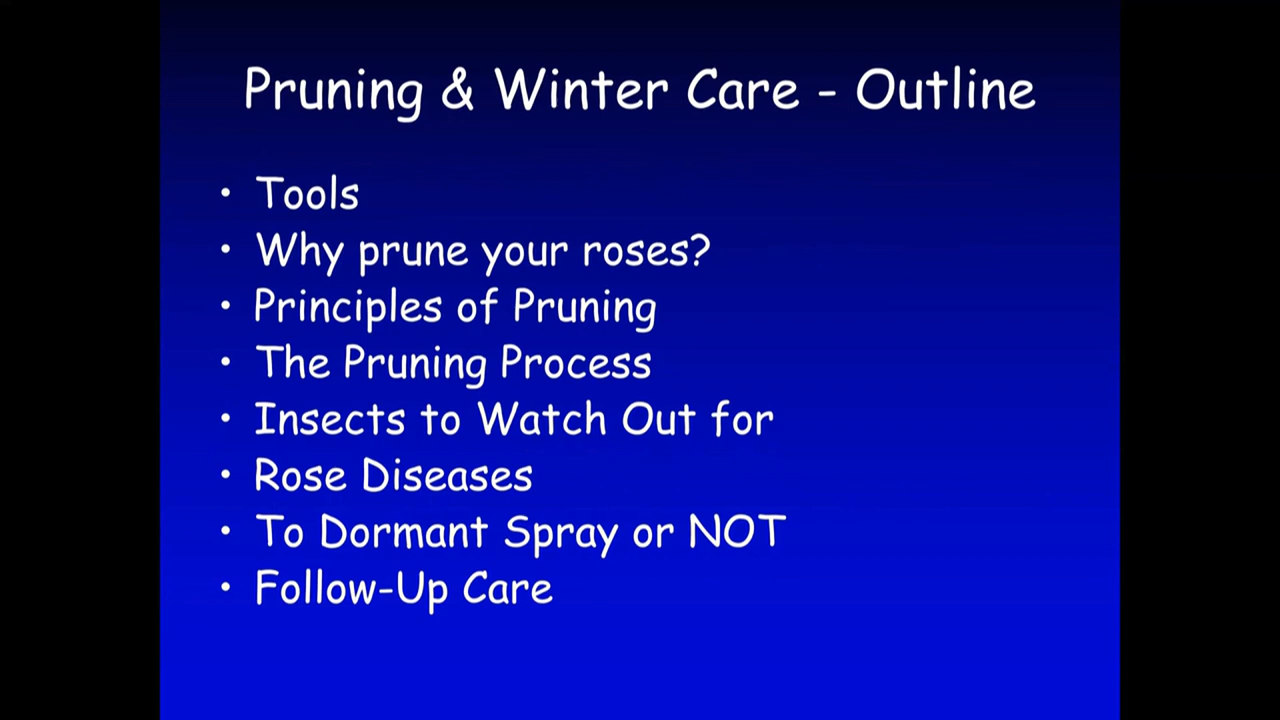 Pruning & Winter Care - Outline
• Tools
• Why prune your roses?
• Principles of Pruning
• The Pruning Process
• Insects to Watch Out for
• Rose Diseases
• To Dormant Spray or NOT
• Follow-Up Care